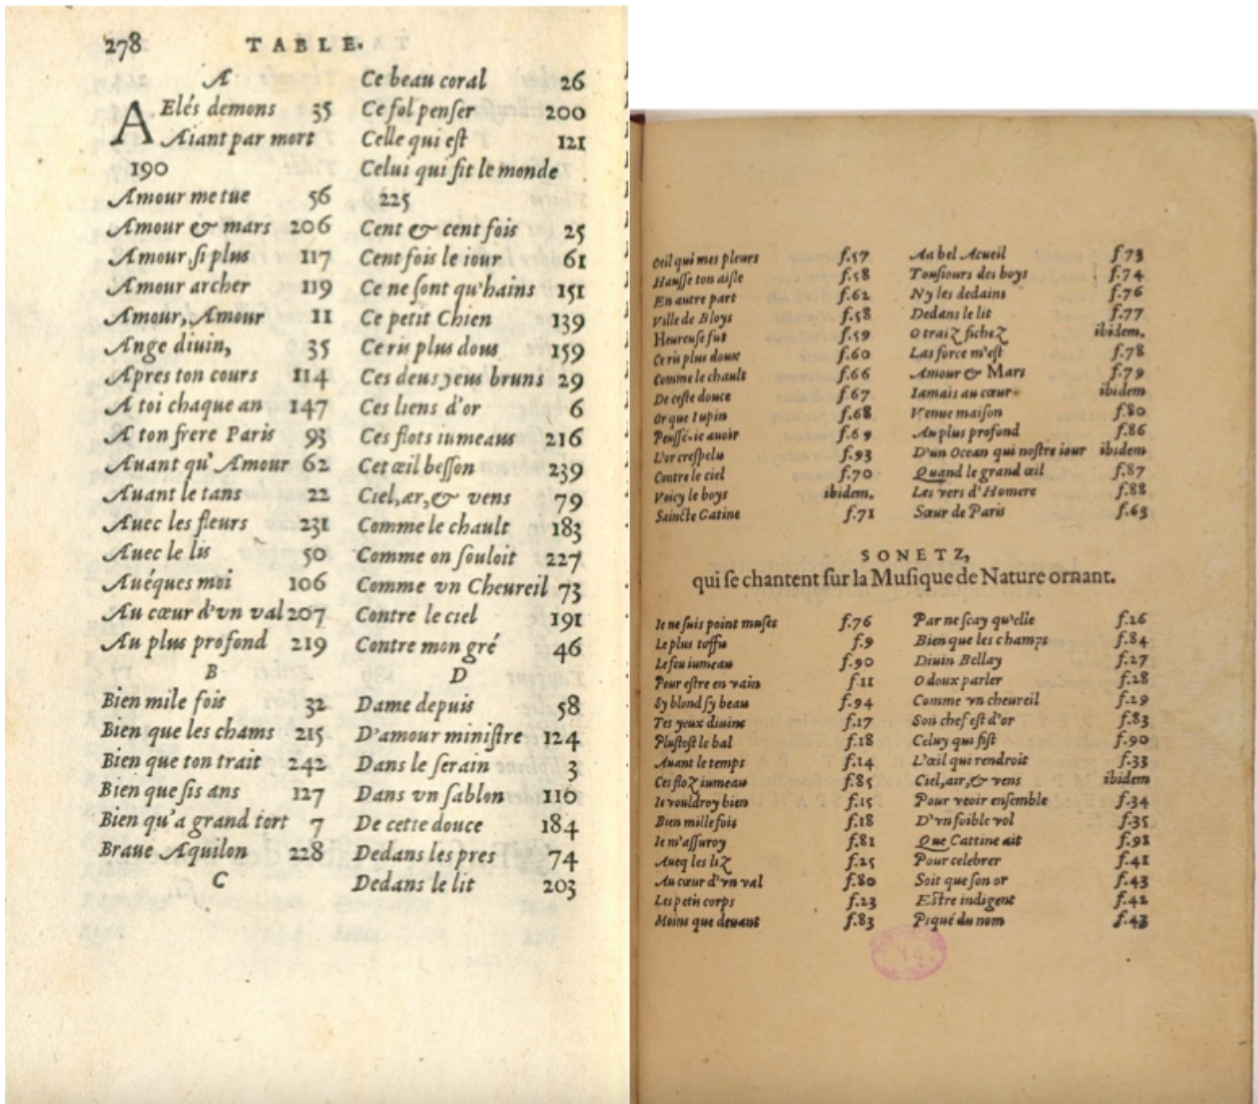 278 TABLE.
A
AElés demons 35
Aiant par mort
190
Amour me tue 56
Amour & mars 206
Amour, si plus 117
Amour archer 119
Amour, Amour 11
Ange diuin, 35
Apres ton cours 114
A toi chaque an 147
A ton frere Paris 93
Auant qu'Amour 62
Auant le tans 22
Auec les fleurs 231
Auec le lis 50
Auéques moi 106
Au cœur d'vn val 207
Au plus profond 219
B
Bien mile fois 32
Bien que les chams 215
Bien que ton trait 242
Bien que sis ans 127
Bien qu'a grand tort 7
Braue Aquilon 228
C
Ce beau coral 26
Ce fol penser 200
Celle qui est 121
Celui qui fit le monde
225
Cent & cent fois 25
Cent fois le iour 61
Ce ne sont qu'hains 151
Ce petit Chien 139
Ce ris plus dous 159
Ces deus yeus bruns 29
Ces liens d'or 6
Ces flots iumeaus 216
Cet œil besson 239
Ciel, ar, & vens 79
Comme le chault 183
Comme on souloit 227
Comme vn Cheureil 73
Contre le ciel 191
Contre mon gré 46
D
Dame depuis 58
D'amour ministre 124
Dans le serain 3
Dans vn sablon 110
De cette douce 184
Dedans les pres 74
Dedans le lit 203
Oeil qui mes pleurs f.57
Hausse ton aisle f.58
En autre part f.62
Ville de Bloys f.58
Heureuse fut f.59
Ce ris plus doux f.60
Comme le chault f.66
De ceste douce f.67
Or que Iupin f.68
Peussé-ie auoir f.69
L'or crespelu f.93
Contre le ciel f.70
Voicy le boys ibidem.
Saincte Gatine f.71
Aa bel Acueil f.73
Tousiours des boys f.74
Ny les dedains f.76
Dedans le lit f.77
O traiz fichez ibidem.
Las force m'est f.78
Amour & Mars f.79
Iamais au cœur ibidem
Venue maison f.80
Au plus profond f.86
D'un Ocean qui nostre iour ibidem
Quand le grand œil f.87
Les vers d'Homere f.88
Sœur de Paris f.63
SONETZ,
qui se chantent sur la Musique de Nature ornant.
Ie ne suis point muses f.76
Le plus toffu f.9
Le feu iumeau f.90
Pour estre en vain f.11
Sy blond sy beau f.94
Tes yeux diuins f.17
Plustost le bal f.18
Auant le temps f.14
Ces floz iumeau f.85
Ie vouldroy bien f.15
Bien mille fois f.18
Ie m'assuroy f.81
Aueq les liz f.25
Au cœur d'vn val f.80
Les petis corps f.23
Moins que deuant f.83
Par ne scay qu'elle f.26
Bien que les champs f.84
Diuin Bellay f.27
O doux parler f.28
Comme vn cheureil f.29
Son chef est d'or f.83
Celuy qui fist f.90
L'œil qui rendroit f.33
Ciel, air, & vens ibidem
Pour veoir ensemble f.34
D'vn foible vol f.35
Que Cattine ait f.91
Pour celebrer f.41
Soit que son or f.43
Estre indigent f.42
Piqué du nom f.43